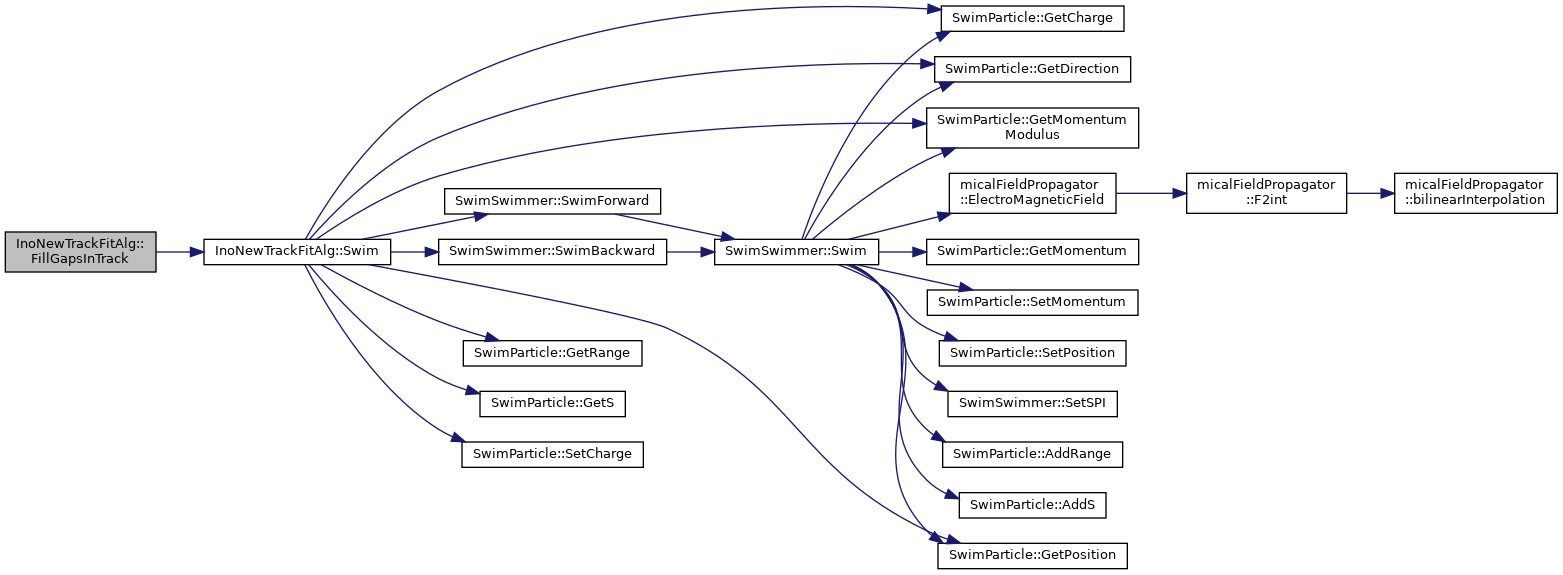 InoNewTrackFitAlg::
FillGapsInTrack
InoNewTrackFitAlg::Swim
SwimSwimmer::SwimForward
SwimSwimmer::SwimBackward
SwimParticle::GetRange
SwimParticle::GetS
SwimParticle::SetCharge
SwimSwimmer::Swim
SwimParticle::GetCharge
SwimParticle::GetDirection
SwimParticle::GetMomentum
Modulus
micalFieldPropagator
::ElectroMagneticField
SwimParticle::GetMomentum
SwimParticle::SetMomentum
SwimParticle::SetPosition
SwimSwimmer::SetSPI
SwimParticle::AddRange
SwimParticle::AddS
SwimParticle::GetPosition
micalFieldPropagator
::F2int
micalFieldPropagator
::bilinearInterpolation